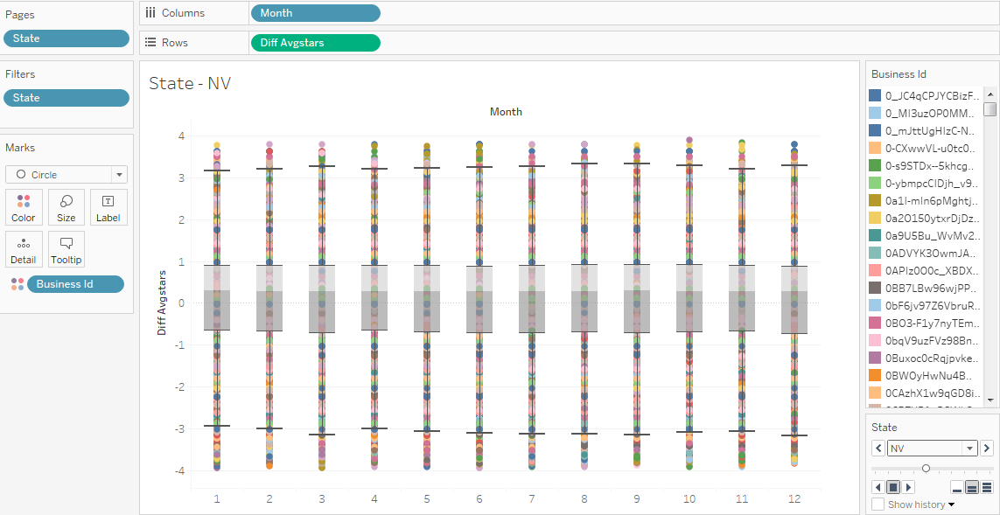 Pages
State
Filters
State
Marks
Circle
Color
Size
Label
Detail
Tooltip
Business Id
Columns
Month
Rows
Diff Avgstars
State - NV
Month
Diff Avgstars
4
3
2
1
0
-1
-2
-3
-4
1 2 3 4 5 6 7 8 9 10 11 12
Business Id
0_JC4qCPJYCBizF..
0_MI3uzOP0MM..
0_mJttUgHIzC-N..
0-CXwwVL-u0tc0..
0-s9STDx--5khcg..
0-ybmpcCIDjh_v9..
0a1I-mIn6pMghtj..
0a2O150ytxrDjDz..
0a9U5Bu_WvMv2..
0ADVYK3OwmJA..
0APIz00Oc_XBDX..
0BB7LBw96wjPP..
0bF6jv97Z6VbruR..
0BO3-F1y7nyTEm..
0bqV9uzFVz98Bn..
0Buxoc0cRqjpvke..
0BWOyHwNu4B..
0CAzhX1w9qGD8i..
State
NV
Show history